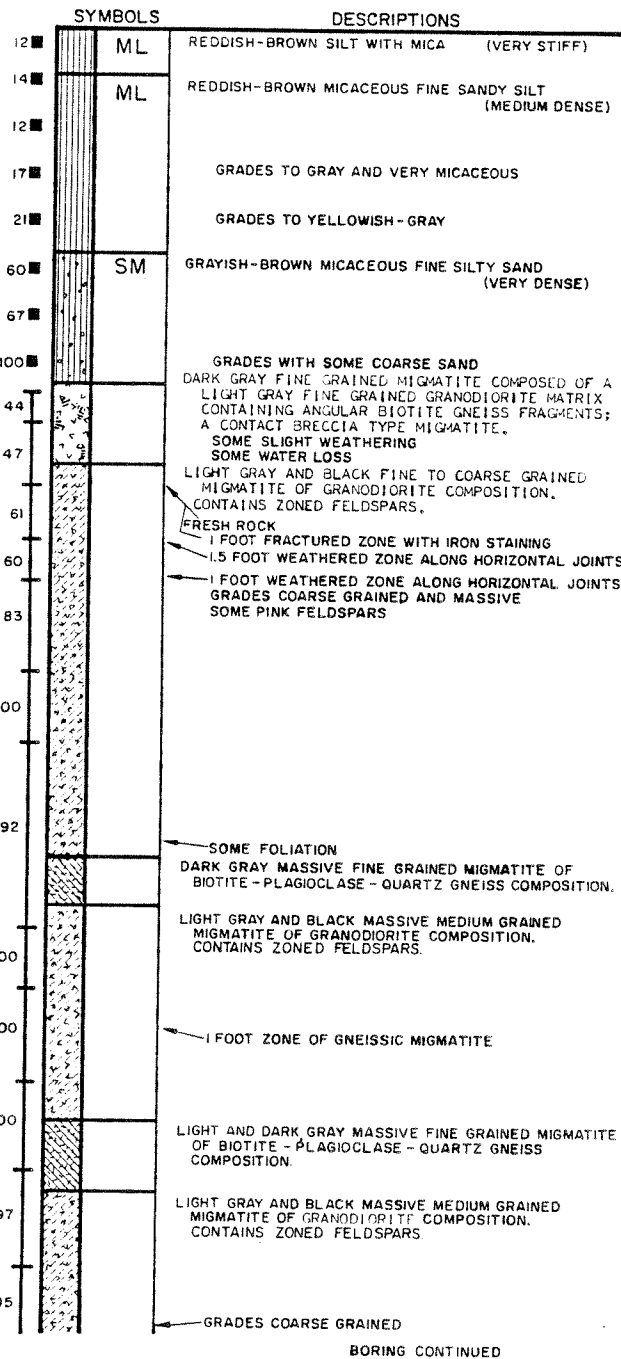 SYMBOLS DESCRIPTIONS
12 ML REDDISH-BROWN SILT WITH MICA (VERY STIFF)
14 ML REDDISH-BROWN MICACEOUS FINE SANDY SILT
(MEDIUM DENSE)
12
17 GRADES TO GRAY AND VERY MICACEOUS
21 GRADES TO YELLOWISH-GRAY
60 SM GRAYISH-BROWN MICACEOUS FINE SILTY SAND
(VERY DENSE)
67
100 GRADES WITH SOME COARSE SAND
DARK GRAY FINE GRAINED MIGMATITE COMPOSED OF A
LIGHT GRAY FINE GRAINED GRANODIORITE MATRIX
44 CONTAINING ANGULAR BIOTITE GNEISS FRAGMENTS;
A CONTACT BRECCIA TYPE MIGMATITE.
SOME SLIGHT WEATHERING
47 SOME WATER LOSS
LIGHT GRAY AND BLACK FINE TO COARSE GRAINED
MIGMATITE OF GRANODIORITE COMPOSITION.
CONTAINS ZONED FELDSPARS.
61
FRESH ROCK
1 FOOT FRACTURED ZONE WITH IRON STAINING
60 1.5 FOOT WEATHERED ZONE ALONG HORIZONTAL JOINTS
1 FOOT WEATHERED ZONE ALONG HORIZONTAL JOINTS
GRADES COARSE GRAINED AND MASSIVE
83 SOME PINK FELDSPARS
00
92
SOME FOLIATION
DARK GRAY MASSIVE FINE GRAINED MIGMATITE OF
BIOTITE-PLAGIOCLASE-QUARTZ GNEISS COMPOSITION.
LIGHT GRAY AND BLACK MASSIVE MEDIUM GRAINED
MIGMATITE OF GRANODIORITE COMPOSITION.
CONTAINS ZONED FELDSPARS.
00
00 1 FOOT ZONE OF GNEISSIC MIGMATITE
00
LIGHT AND DARK GRAY MASSIVE FINE GRAINED MIGMATITE
OF BIOTITE-PLAGIOCLASE-QUARTZ GNEISS
COMPOSITION.
LIGHT GRAY AND BLACK MASSIVE MEDIUM GRAINED
97 MIGMATITE OF GRANODIORITE COMPOSITION.
CONTAINS ZONED FELDSPARS.
95
GRADES COARSE GRAINED
BORING CONTINUED